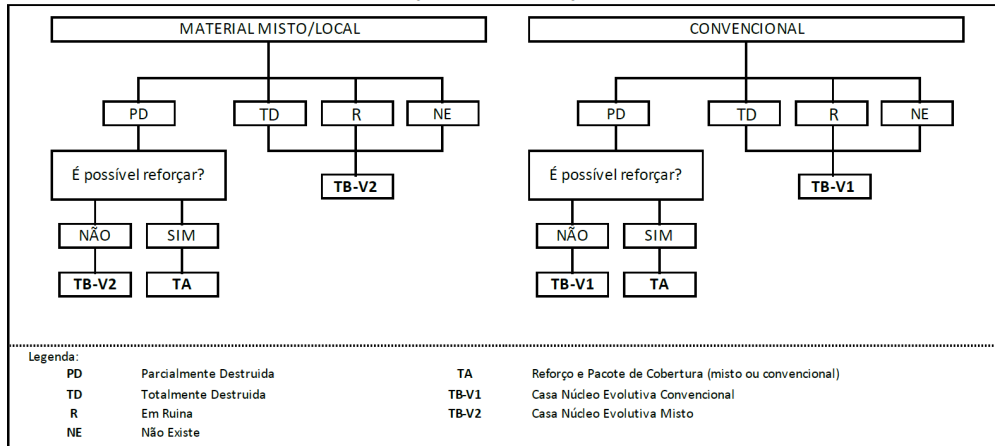 MATERIAL MISTO/LOCAL
PD
TD
R
NE
É possível reforçar?
TB-V2
NÃO
SIM
TB-V2
TA
CONVENCIONAL
PD
TD
R
NE
É possível reforçar?
TB-V1
NÃO
SIM
TB-V1
TA
Legenda:
PD Parcialmente Destruida
TD Totalmente Destruida
R Em Ruina
NE Não Existe
TA Reforço e Pacote de Cobertura (misto ou convencional)
TB-V1 Casa Núcleo Evolutiva Convencional
TB-V2 Casa Núcleo Evolutiva Misto